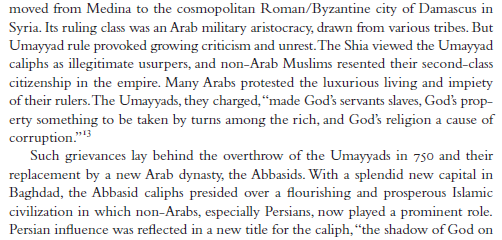 moved from Medina to the cosmopolitan Roman/Byzantine city of Damascus in
Syria. Its ruling class was an Arab military aristocracy, drawn from various tribes. But
Umayyad rule provoked growing criticism and unrest. The Shia viewed the Umayyad
caliphs as illegitimate usurpers, and non-Arab Muslims resented their second-class
citizenship in the empire. Many Arabs protested the luxurious living and impiety
of their rulers. The Umayyads, they charged, “made God’s servants slaves, God’s prop-
erty something to be taken by turns among the rich, and God’s religion a cause of
corruption.”13
Such grievances lay behind the overthrow of the Umayyads in 750 and their
replacement by a new Arab dynasty, the Abbasids. With a splendid new capital in
Baghdad, the Abbasid caliphs presided over a flourishing and prosperous Islamic
civilization in which non-Arabs, especially Persians, now played a prominent role.
Persian influence was reflected in a new title for the caliph, “the shadow of God on